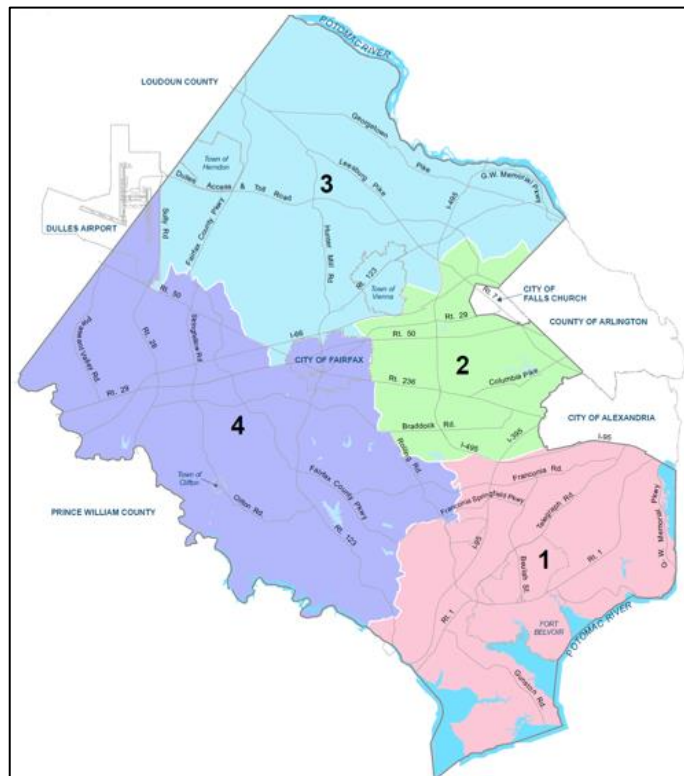 POTOMAC RIVER
LOUDOUN COUNTY
Georgetown
Pike
Town of
Herndon
Leesburg Pike
G.W. Memorial Pkwy
Dulles Access & Toll Road
3
I-495
DULLES AIRPORT
Sully Rd
Fairfax County Pkwy
Hunter Mill Rd
Rt. 123
Town of
Vienna
Rt. 7
CITY OF
FALLS CHURCH
COUNTY OF ARLINGTON
Rt. 50
Rt. 29
I-66
Rt. 50
CITY OF FAIRFAX
2
Pleasant Valley Rd.
Rt. 28
Stringfellow Rd
Rt. 236
Columbia Pike
Rt. 29
CITY OF ALEXANDRIA
4
Braddock Rd.
I-495
I-395
I-95
Rolling Rd.
Town of
Clifton
Fairfax County Pkwy
Franconia Rd.
Clifton Rd.
Franconia Springfield Pkwy
Telegraph Rd.
G.W. Memorial Pkwy
PRINCE WILLIAM COUNTY
Rt. 123
I-95
1
Beulah St.
Rt. 1
Rt. 1
FORT
BELVOIR
POTOMAC RIVER
Gunston Rd.